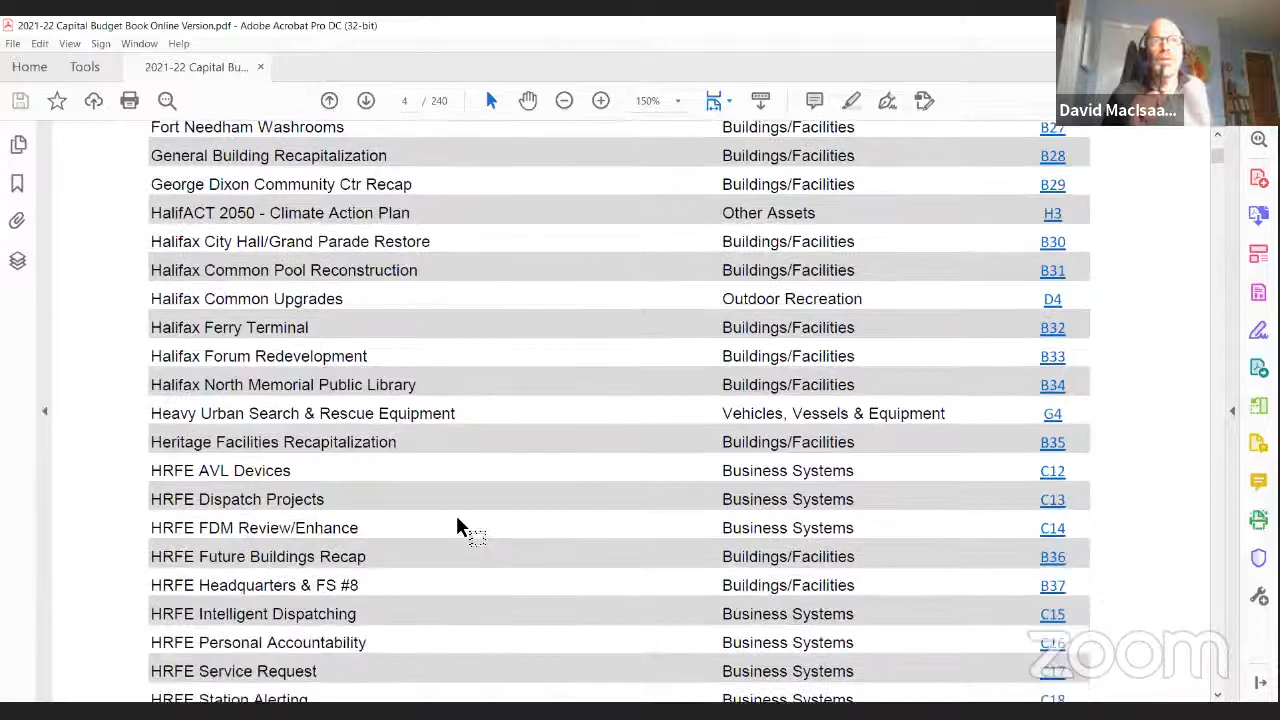 2021-22 Capital Budget Book Online Version.pdf - Adobe Acrobat Pro DC (32-bit)
File Edit View Sign Window Help
Home Tools 2021-22 Capital Bu... ×
4 / 240 150%
David MacIsaa...
Fort Needham Washrooms Buildings/Facilities B27
General Building Recapitalization Buildings/Facilities B28
George Dixon Community Ctr Recap Buildings/Facilities B29
HalifACT 2050 - Climate Action Plan Other Assets H3
Halifax City Hall/Grand Parade Restore Buildings/Facilities B30
Halifax Common Pool Reconstruction Buildings/Facilities B31
Halifax Common Upgrades Outdoor Recreation D4
Halifax Ferry Terminal Buildings/Facilities B32
Halifax Forum Redevelopment Buildings/Facilities B33
Halifax North Memorial Public Library Buildings/Facilities B34
Heavy Urban Search & Rescue Equipment Vehicles, Vessels & Equipment G4
Heritage Facilities Recapitalization Buildings/Facilities B35
HRFE AVL Devices Business Systems C12
HRFE Dispatch Projects Business Systems C13
HRFE FDM Review/Enhance Business Systems C14
HRFE Future Buildings Recap Buildings/Facilities B36
HRFE Headquarters & FS #8 Buildings/Facilities B37
HRFE Intelligent Dispatching Business Systems C15
HRFE Personal Accountability Business Systems C16
HRFE Service Request Business Systems C17
HRFE Station Alerting Business Systems C18
zoom